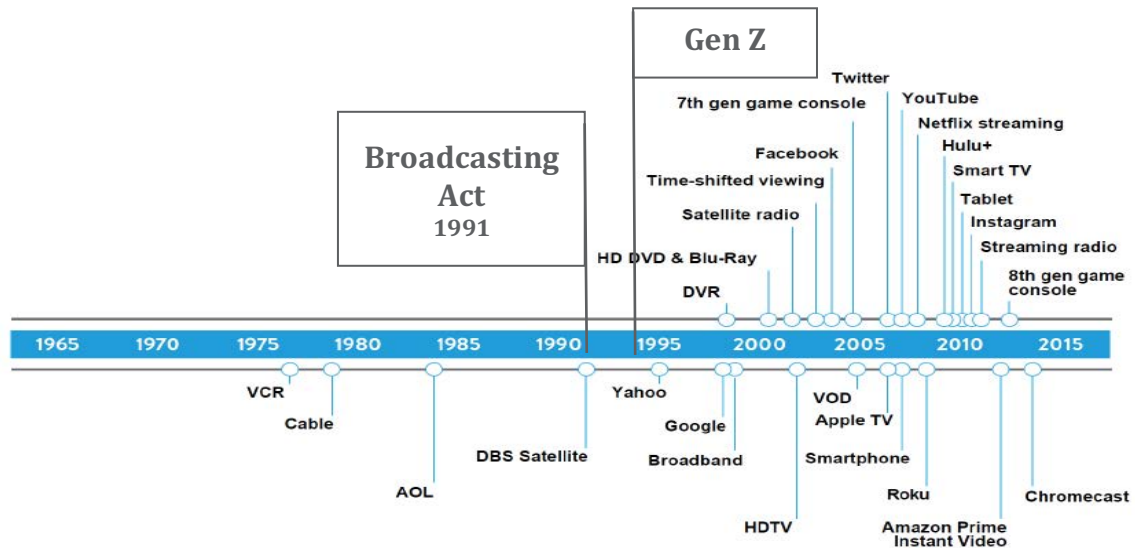 Gen Z
Broadcasting
Act
1991
Twitter
7th gen game console
YouTube
Netflix streaming
Facebook
Hulu+
Time-shifted viewing
Smart TV
Tablet
Satellite radio
Instagram
Streaming radio
HD DVD & Blu-Ray
8th gen game
console
DVR
1965 1970 1975 1980 1985 1990 1995 2000 2005 2010 2015
VCR
Yahoo
VOD
Cable
Google
Apple TV
DBS Satellite
Broadband
Smartphone
AOL
Roku
Chromecast
HDTV
Amazon Prime
Instant Video